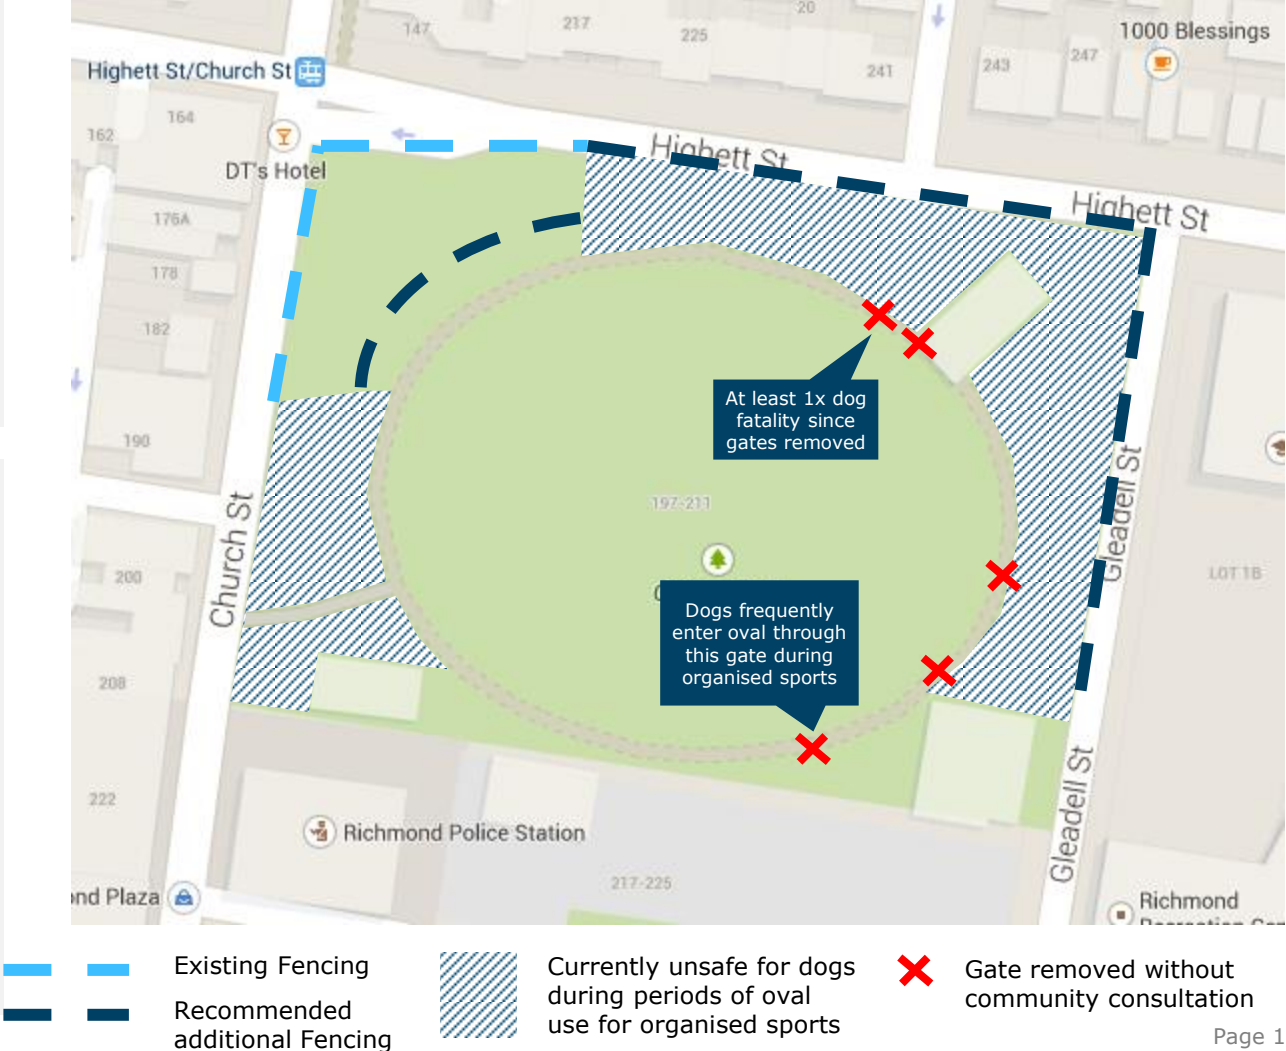 147
217
225
20
241
243
247
1000 Blessings
Highett St/Church St
164
162
DT's Hotel
Highett St
Highett St
176A
178
182
190
At least 1x dog
fatality since
gates removed
197-211
Church St
Gleadell St
LOT 1B
200
Dogs frequently
enter oval through
this gate during
organised sports
208
222
Richmond Police Station
217-225
Gleadell St
ond Plaza
Richmond
Existing Fencing
Recommended
additional Fencing
Currently unsafe for dogs
during periods of oval
use for organised sports
Gate removed without
community consultation
Page 1